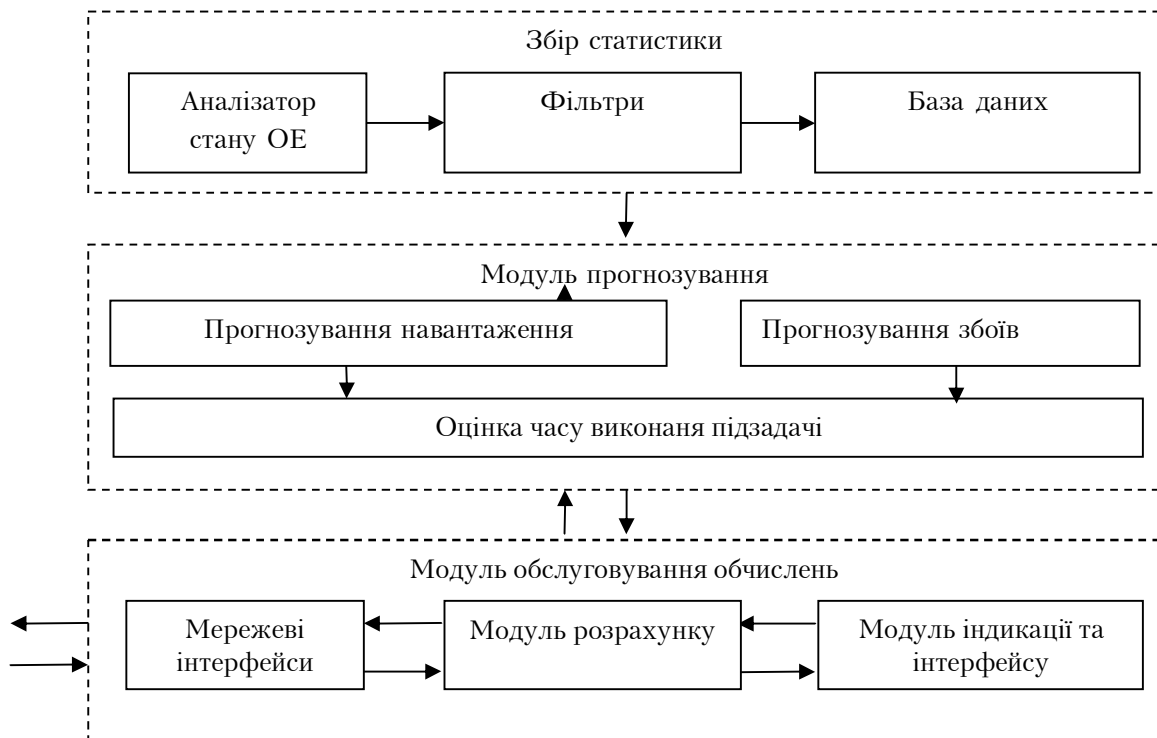 Збір статистики
Аналізатор
стану ОЕ
Фільтри
База даних
Модуль прогнозування
Прогнозування навантаження
Прогнозування збоїв
Оцінка часу виконаня підзадачі
Модуль обслуговування обчислень
Мережеві
інтерфейси
Модуль розрахунку
Модуль індикації та
інтерфейсу